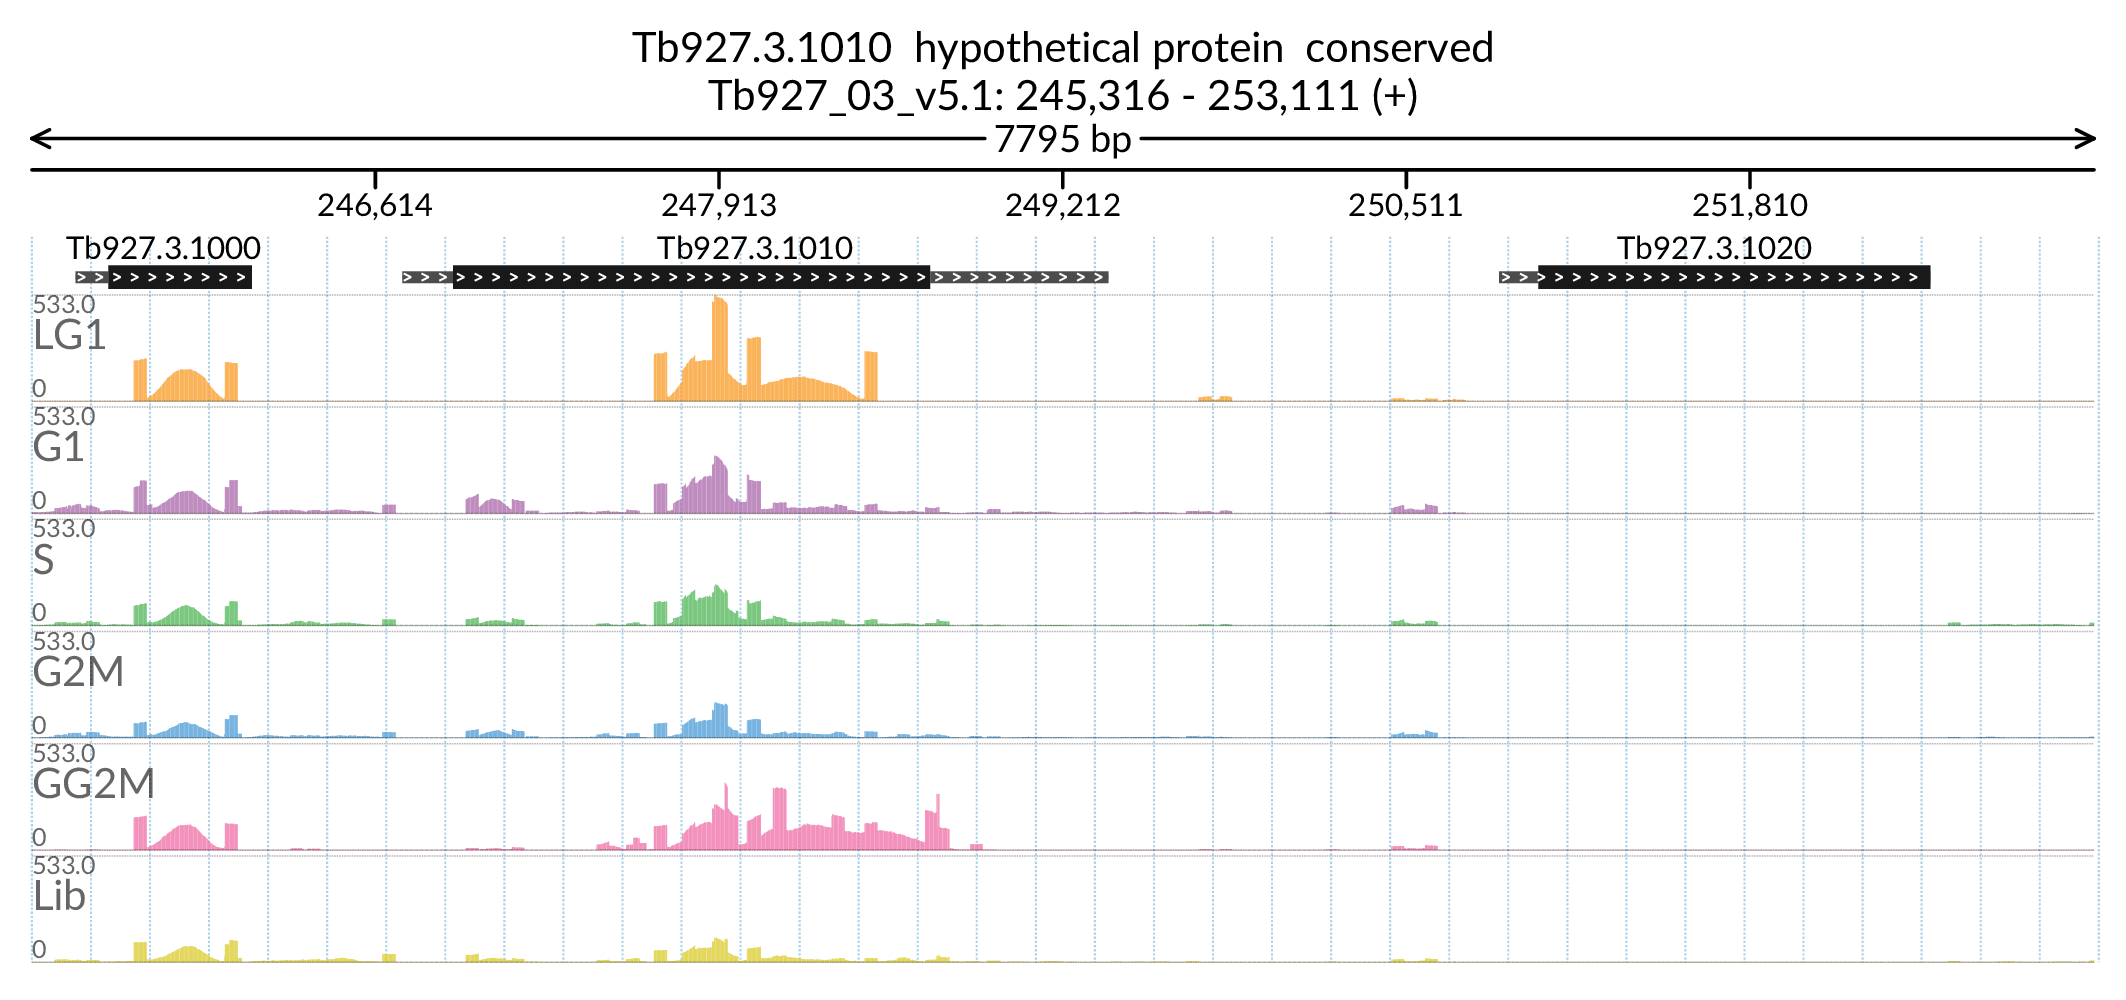 Tb927.3.1010  hypothetical protein  conserved
Tb927_03_v5.1: 245,316 - 253,111 (+)
7795 bp
246,614 247,913 249,212 250,511 251,810
Tb927.3.1000 Tb927.3.1010 Tb927.3.1020
533.0
LG1
0
533.0
G1
0
533.0
S
0
533.0
G2M
0
533.0
GG2M
0
533.0
Lib
0